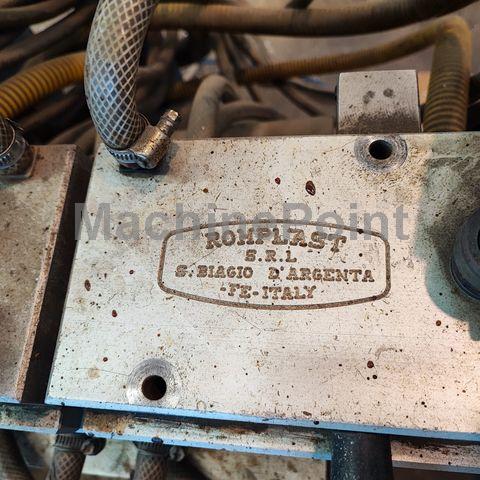 MachinePoint
ROMPLAST
S.R.L
S. BIAGIO D'ARGENTA
-FE-ITALY